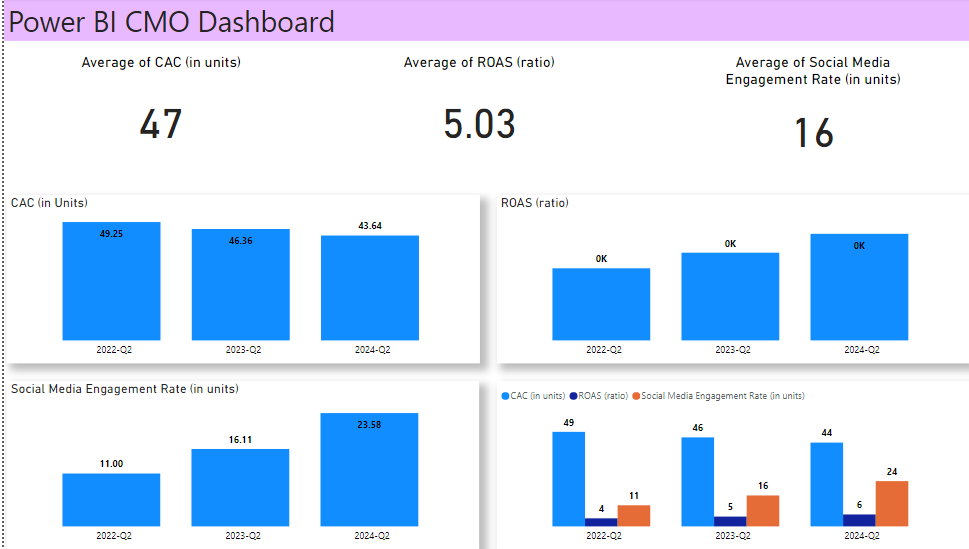 Power BI CMO Dashboard
Average of CAC (in units)
47
Average of ROAS (ratio)
5.03
Average of Social Media
Engagement Rate (in units)
16
CAC (in Units)
49.25
46.36
43.64
2022-Q2
2023-Q2
2024-Q2
ROAS (ratio)
0K
0K
0K
2022-Q2
2023-Q2
2024-Q2
Social Media Engagement Rate (in units)
11.00
16.11
23.58
2022-Q2
2023-Q2
2024-Q2
CAC (in units) ROAS (ratio) Social Media Engagement Rate (in units)
49
4
11
46
5
16
44
6
24
2022-Q2
2023-Q2
2024-Q2